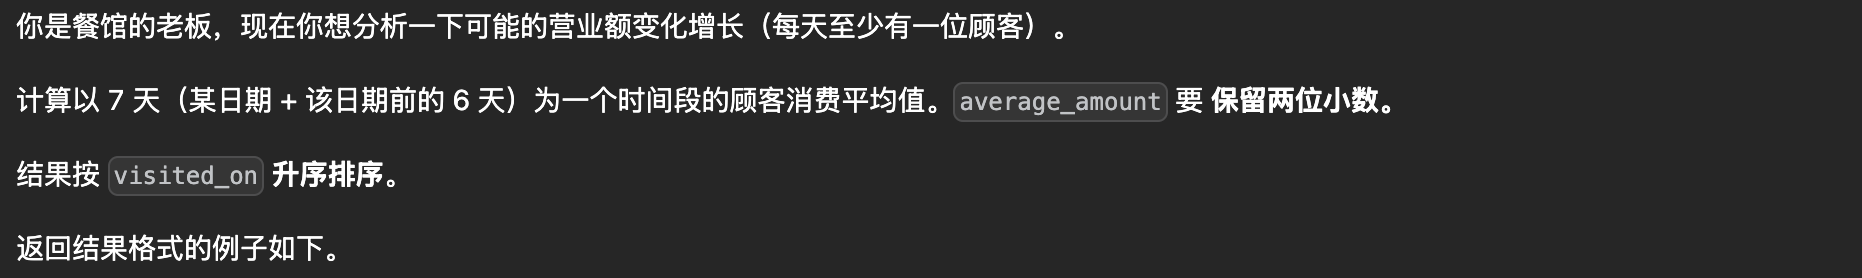 你是餐馆的老板，现在你想分析一下可能的营业额变化增长（每天至少有一位顾客）。
计算以 7 天（某日期 + 该日期前的 6 天）为一个时间段的顾客消费平均值。average_amount 要 保留两位小数。
结果按 visited_on 升序排序。
返回结果格式的例子如下。